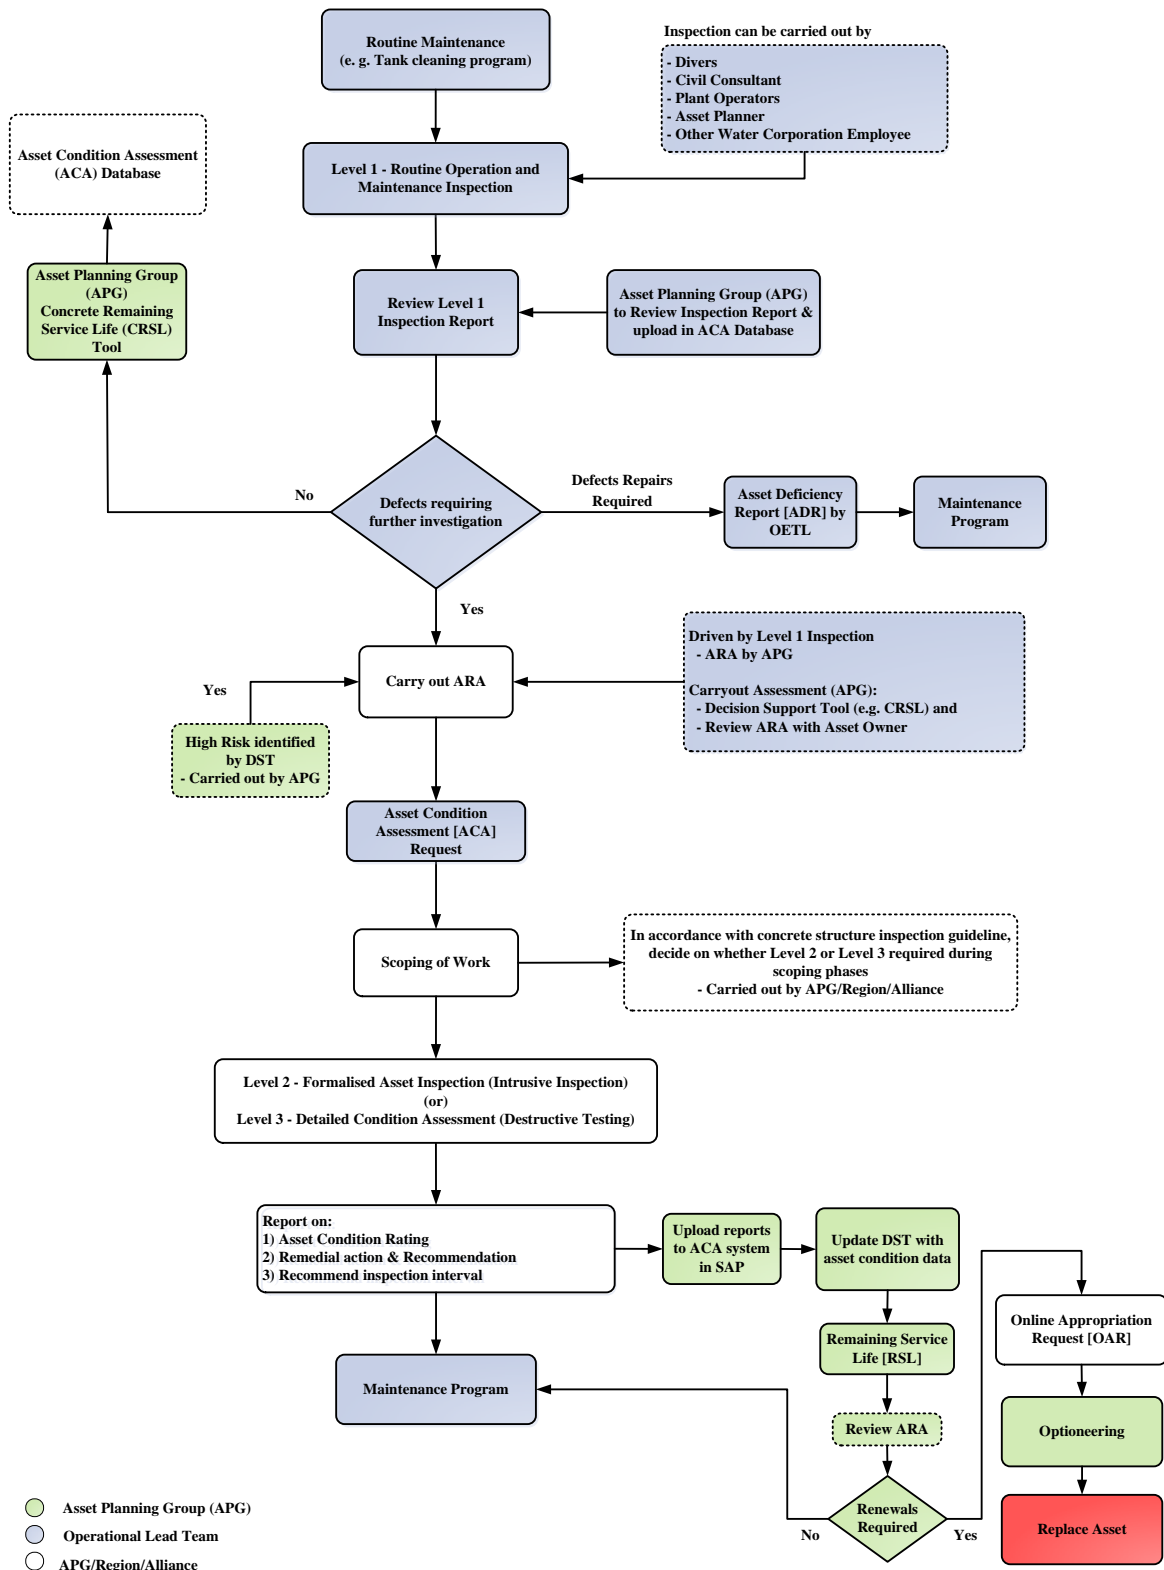 Routine Maintenance
(e. g. Tank cleaning program)
Inspection can be carried out by
- Divers
- Civil Consultant
- Plant Operators
- Asset Planner
- Other Water Corporation Employee
Asset Condition Assessment
(ACA) Database
Level 1 - Routine Operation and
Maintenance Inspection
Asset Planning Group
(APG)
Concrete Remaining
Service Life (CRSL)
Tool
Review Level 1
Inspection Report
Asset Planning Group (APG)
to Review Inspection Report &
upload in ACA Database
No
Defects requiring
further investigation
Defects Repairs
Required
Asset Deficiency
Report [ADR] by
OETL
Maintenance
Program
Yes
Driven by Level 1 Inspection
- ARA by APG
Carryout Assessment (APG):
- Decision Support Tool (e.g. CRSL) and
- Review ARA with Asset Owner
Carry out ARA
Yes
High Risk identified
by DST
- Carried out by APG
Asset Condition
Assessment [ACA]
Request
Scoping of Work
In accordance with concrete structure inspection guideline,
decide on whether Level 2 or Level 3 required during
scoping phases
- Carried out by APG/Region/Alliance
Level 2 - Formalised Asset Inspection (Intrusive Inspection)
(or)
Level 3 - Detailed Condition Assessment (Destructive Testing)
Report on:
1) Asset Condition Rating
2) Remedial action & Recommendation
3) Recommend inspection interval
Upload reports
to ACA system
in SAP
Update DST with
asset condition data
Online Appropriation
Request [OAR]
Remaining Service
Life [RSL]
Maintenance Program
Review ARA
Optioneering
Renewals
Required
No
Yes
Replace Asset
Asset Planning Group (APG)
Operational Lead Team
APG/Region/Alliance